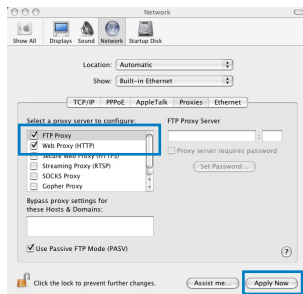 Network
Show All Displays Sound Network Startup Disk
Location: Automatic
Show: Built-in Ethernet
TCP/IP PPPoE AppleTalk Proxies Ethernet
Select a proxy server to configure: FTP Proxy Server
FTP Proxy :
Web Proxy (HTTP) Proxy server requires password
Secure Web Proxy (HTTPS) Set Password...
Streaming Proxy (RTSP)
SOCKS Proxy
Gopher Proxy
Bypass proxy settings for
these Hosts & Domains:
Use Passive FTP Mode (PASV) ?
Click the lock to prevent further changes. Assist me... Apply Now